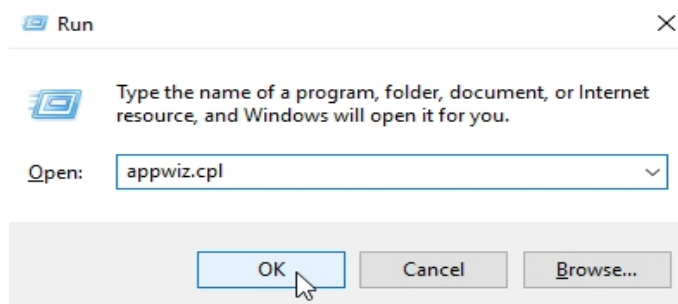 Run
Type the name of a program, folder, document, or Internet
resource, and Windows will open it for you.
Open: appwiz.cpl
OK Cancel Browse...